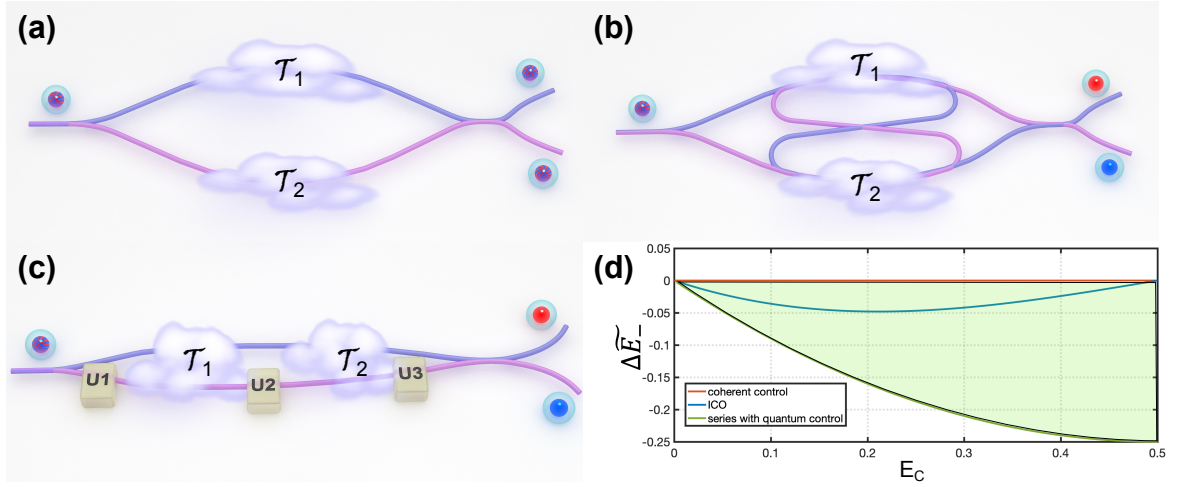 (a)
𝒯1
𝒯2
(b)
𝒯1
𝒯2
(c)
𝒯1
𝒯2
U1
U2
U3
(d)
0.05
0
-0.05
-0.1
-0.15
-0.2
-0.25
ΔẼ_
coherent control
ICO
series with quantum control
0 0.1 0.2 0.3 0.4 0.5
E_C